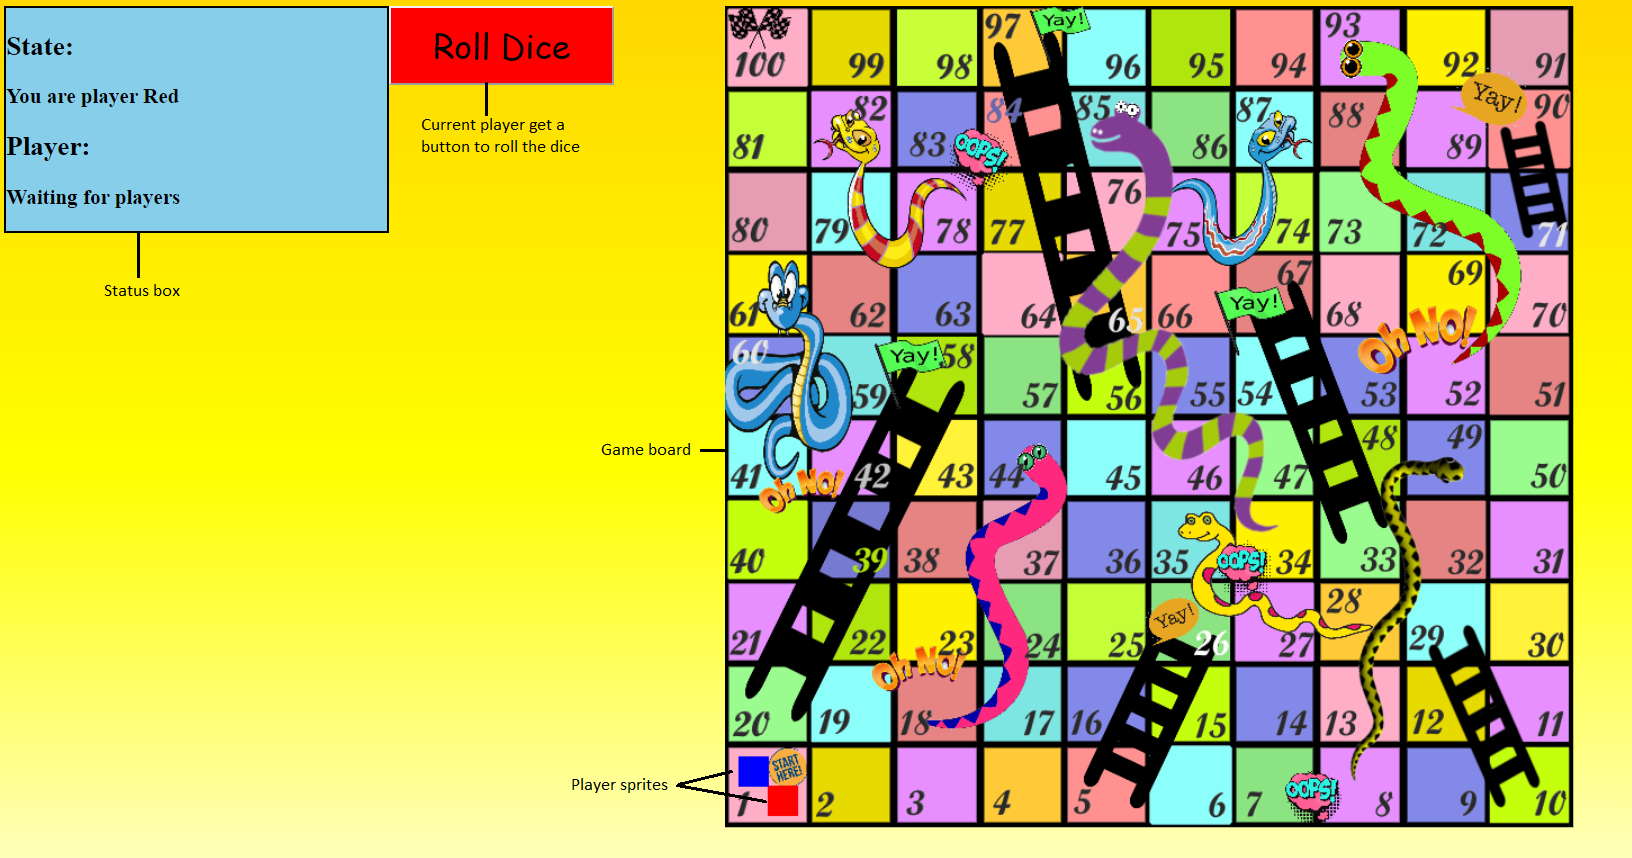 State:
You are player Red
Player:
Waiting for players
Status box
Roll Dice
Current player get a
button to roll the dice
Game board
Player sprites
100 99 98 97 Yay! 96 95 94 93 92 91
81 82 83 84 85 86 87 88 89 90 Yay!
OOPS!
80 79 78 77 76 75 74 73 72 71
61 62 63 64 65 66 67 68 69 70
Yay!
Oh No!
60 59 Yay! 58 57 56 55 54 53 52 51
41 42 43 44 45 46 47 48 49 50
Oh No!
40 39 38 37 36 35 34 33 32 31
OOPS!
21 22 23 24 25 26 27 28 29 30
Yay!
Oh No!
20 19 18 17 16 15 14 13 12 11
START
HERE!
1 2 3 4 5 6 7 8 9 10
OOPS!